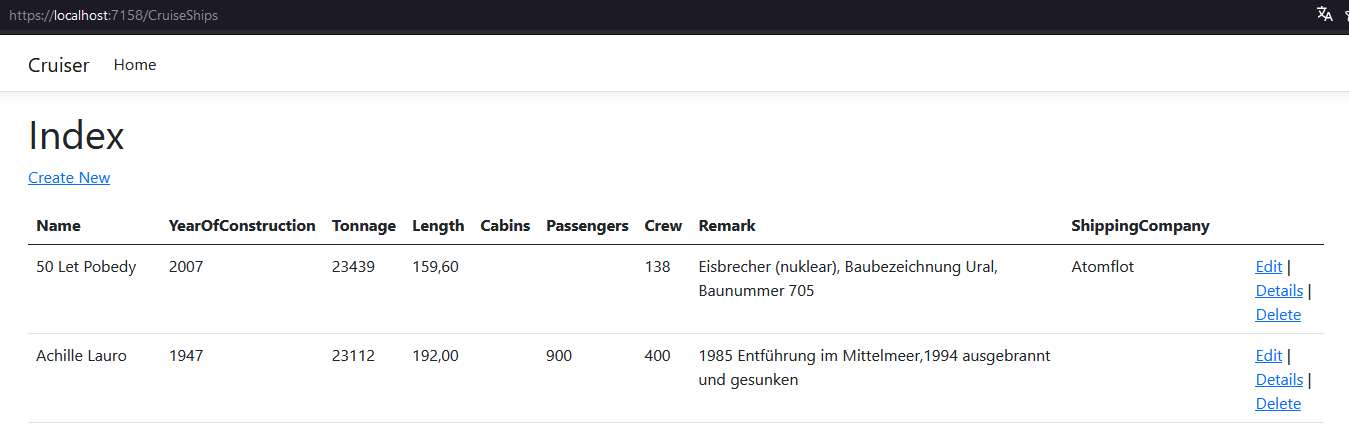 https://localhost:7158/CruiseShips
Cruiser Home
Index
Create New
Name YearOfConstruction Tonnage Length Cabins Passengers Crew Remark ShippingCompany
50 Let Pobedy 2007 23439 159,60 138 Eisbrecher (nuklear), Baubezeichnung Ural, Atomflot Edit |
Baunummer 705 Details |
Delete
Achille Lauro 1947 23112 192,00 900 400 1985 Entführung im Mittelmeer,1994 ausgebrannt Edit |
und gesunken Details |
Delete